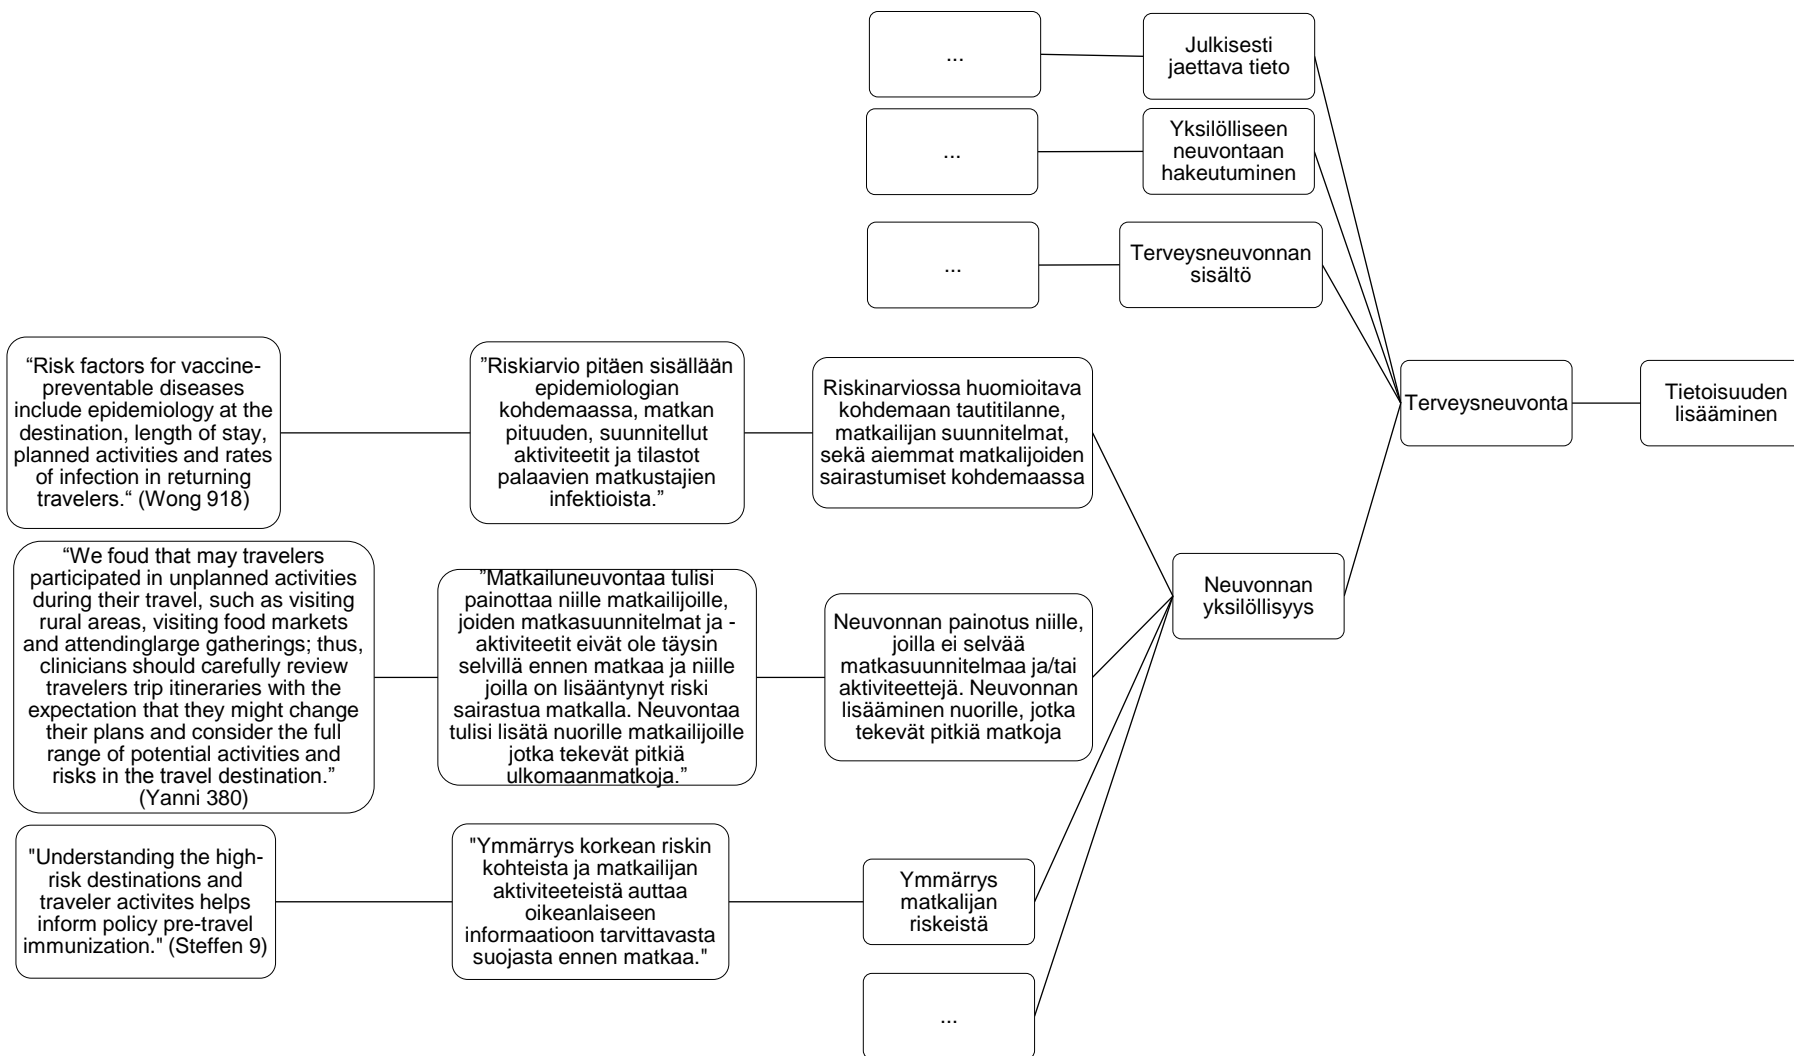 ...
Julkisesti
jaettava tieto
...
Yksilölliseen
neuvontaan
hakeutuminen
...
Terveysneuvonnan
sisältö
“Risk factors for vaccine-
preventable diseases
include epidemiology at the
destination, length of stay,
planned activities and rates
of infection in returning
travelers.“ (Wong 918)
”Riskiarvio pitäen sisällään
epidemiologian
kohdemaassa, matkan
pituuden, suunnitellut
aktiviteetit ja tilastot
palaavien matkustajien
infektioista.”
Riskinarviossa huomioitava
kohdemaan tautitilanne,
matkailijan suunnitelmat,
sekä aiemmat matkalijoiden
sairastumiset kohdemaassa
Terveysneuvonta
Tietoisuuden
lisääminen
“We foud that may travelers
participated in unplanned activities
during their travel, such as visiting
rural areas, visiting food markets
and attendinglarge gatherings; thus,
clinicians should carefully review
travelers trip itineraries with the
expectation that they might change
their plans and consider the full
range of potential activities and
risks in the travel destination.”
(Yanni 380)
”Matkailuneuvontaa tulisi
painottaa niille matkailijoille,
joiden matkasuunnitelmat ja -
aktiviteetit eivät ole täysin
selvillä ennen matkaa ja niille
joilla on lisääntynyt riski
sairastua matkalla. Neuvontaa
tulisi lisätä nuorille matkailijoille
jotka tekevät pitkiä
ulkomaanmatkoja.”
Neuvonnan painotus niille,
joilla ei selvää
matkasuunnitelmaa ja/tai
aktiviteettejä. Neuvonnan
lisääminen nuorille, jotka
tekevät pitkiä matkoja
Neuvonnan
yksilöllisyys
"Understanding the high-
risk destinations and
traveler activites helps
inform policy pre-travel
immunization." (Steffen 9)
"Ymmärrys korkean riskin
kohteista ja matkailijan
aktiviteeteistä auttaa
oikeanlaiseen
informaatioon tarvittavasta
suojasta ennen matkaa."
Ymmärrys
matkalijan
riskeistä
...